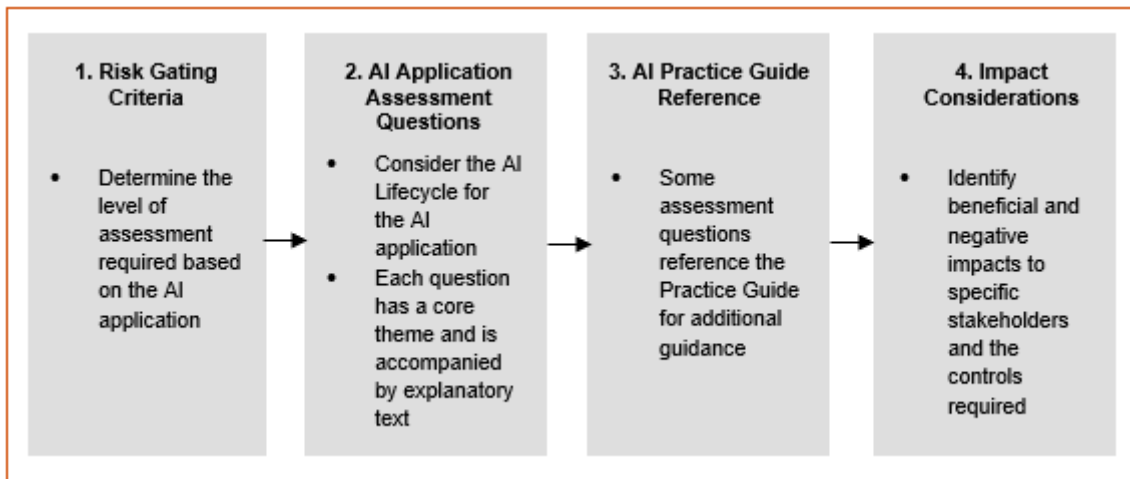 1. Risk Gating
Criteria
• Determine the
level of
assessment
required based
on the AI
application
2. AI Application
Assessment
Questions
• Consider the AI
Lifecycle for
the AI
application
• Each question
has a core
theme and is
accompanied
by explanatory
text
3. AI Practice Guide
Reference
• Some
assessment
questions
reference the
Practice Guide
for additional
guidance
4. Impact
Considerations
• Identify
beneficial and
negative
impacts to
specific
stakeholders
and the
controls
required